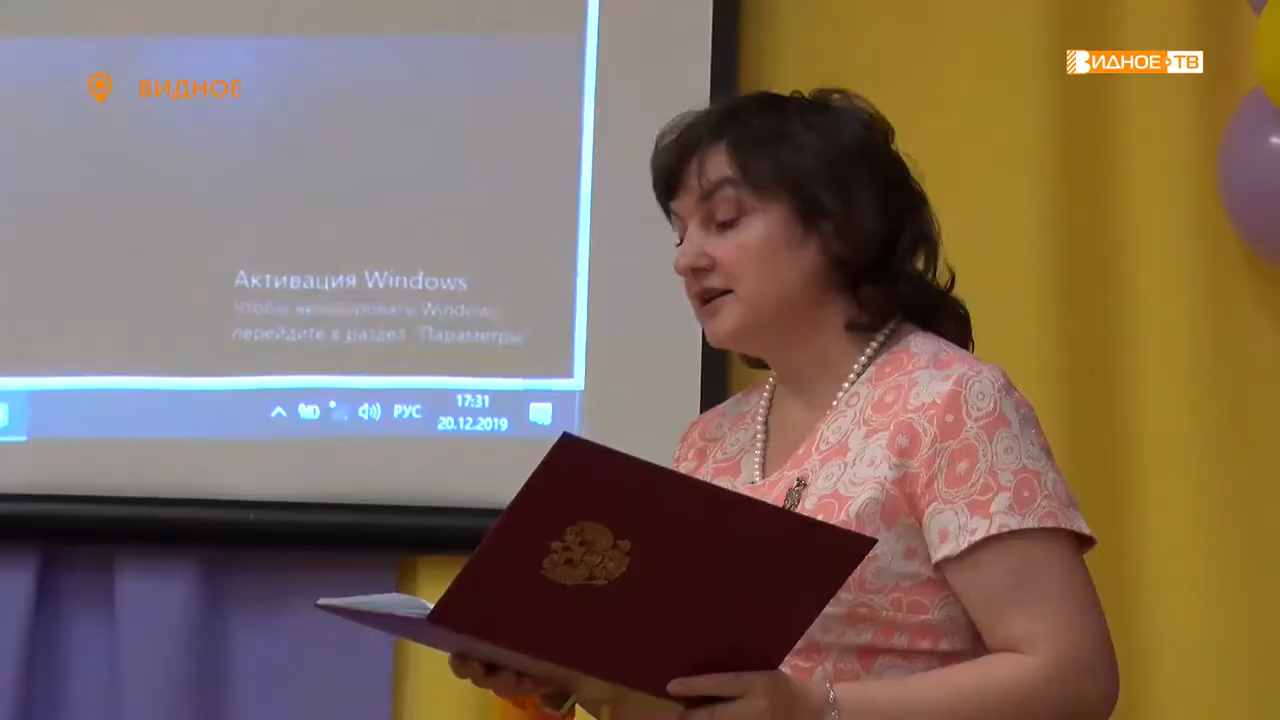 ВИДНОЕ
ВИДНОЕ ТВ
Активация Windows
Чтобы активировать Windows,
перейдите в раздел "Параметры".
РУС
17:31
20.12.2019